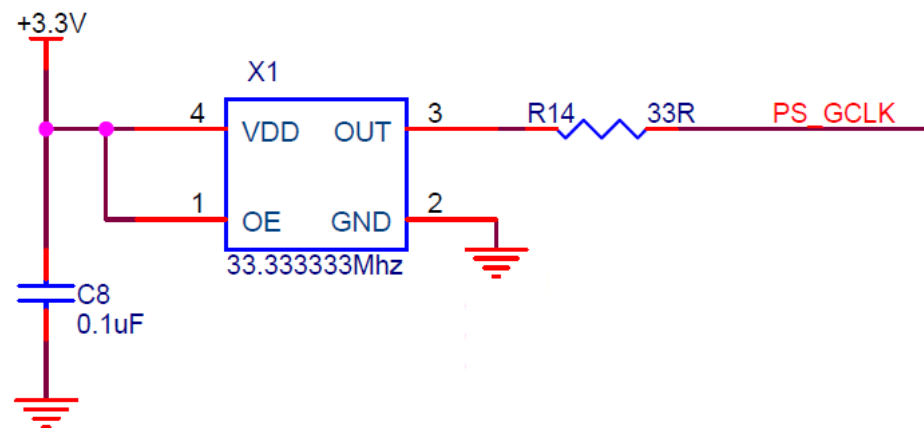 +3.3V
X1
4 VDD OUT 3 R14 33R PS_GCLK
1 OE GND 2
33.333333Mhz
C8
0.1uF